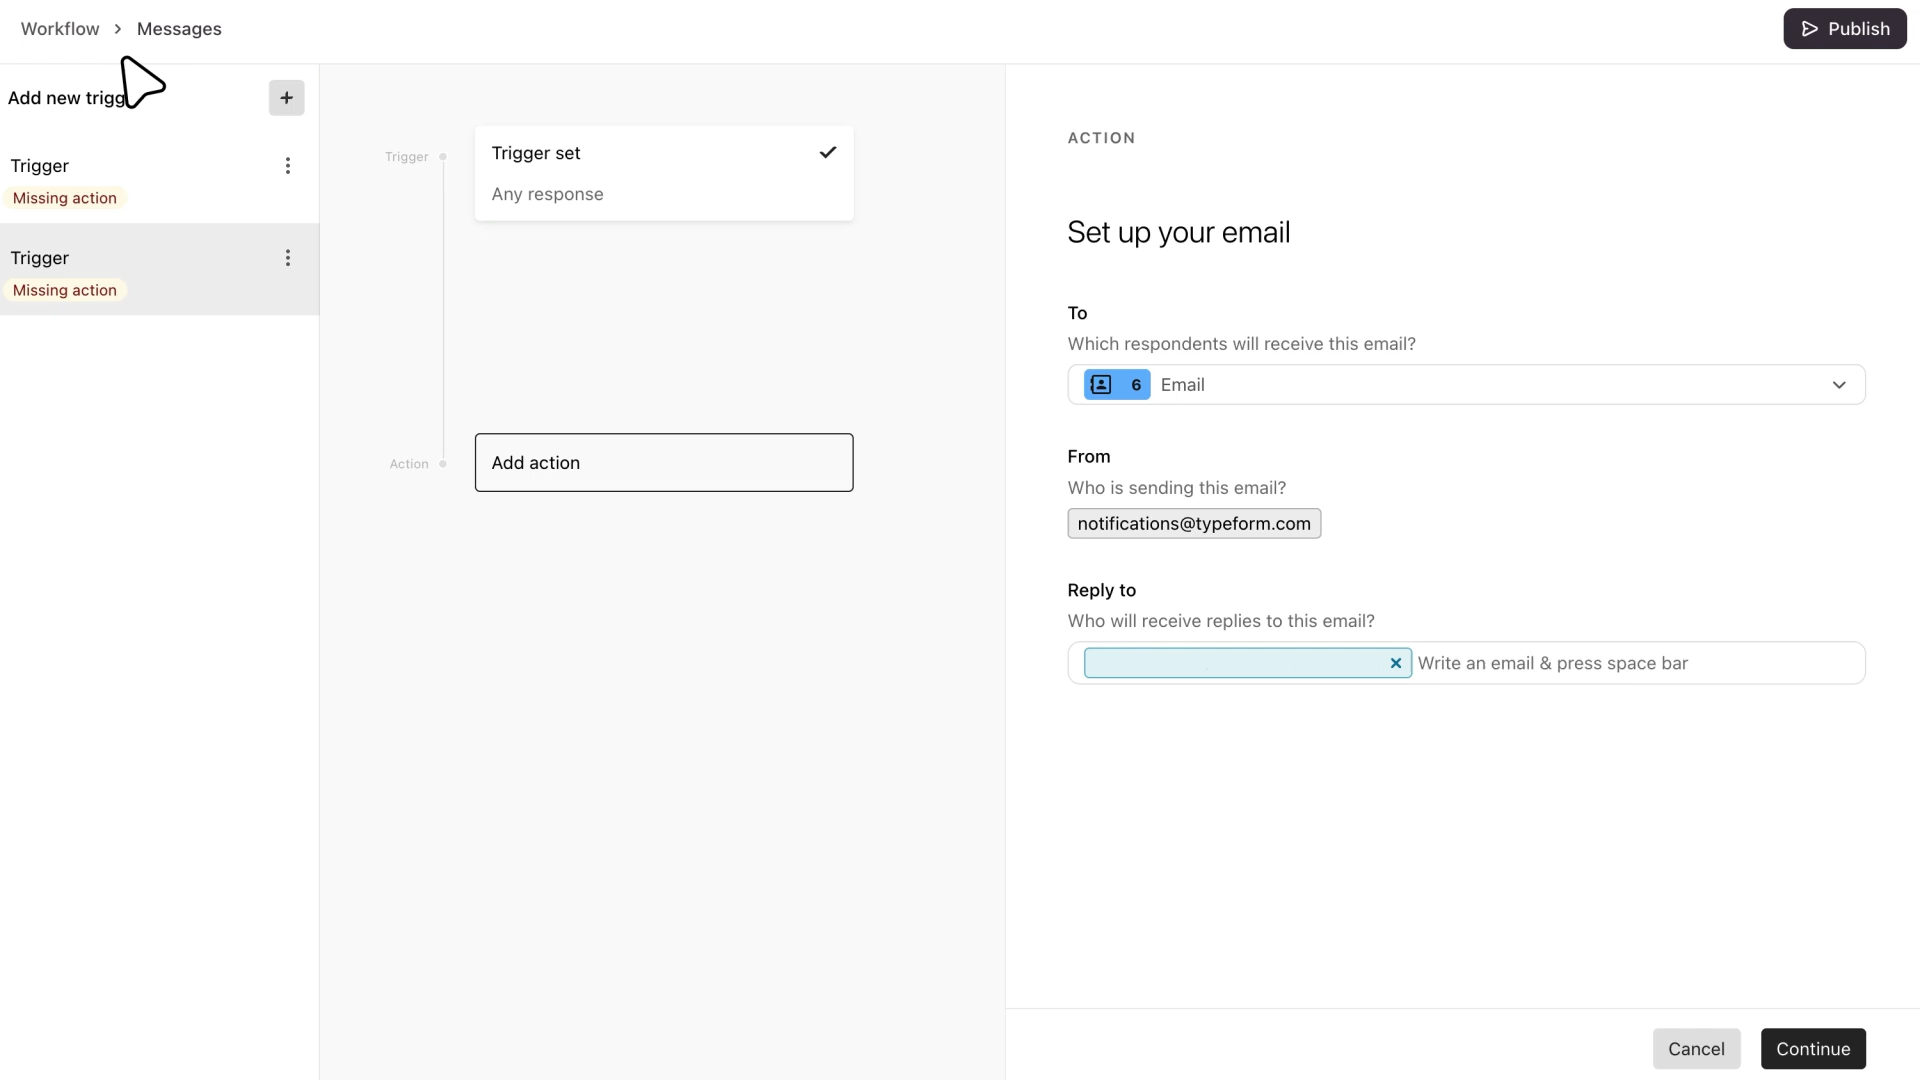 Workflow > Messages
Publish
Add new trigg
+
Trigger
Missing action
Trigger
Missing action
Trigger
Trigger set
Any response
Action
Add action
ACTION
Set up your email
To
Which respondents will receive this email?
6 Email
From
Who is sending this email?
notifications@typeform.com
Reply to
Who will receive replies to this email?
Write an email & press space bar
Cancel
Continue